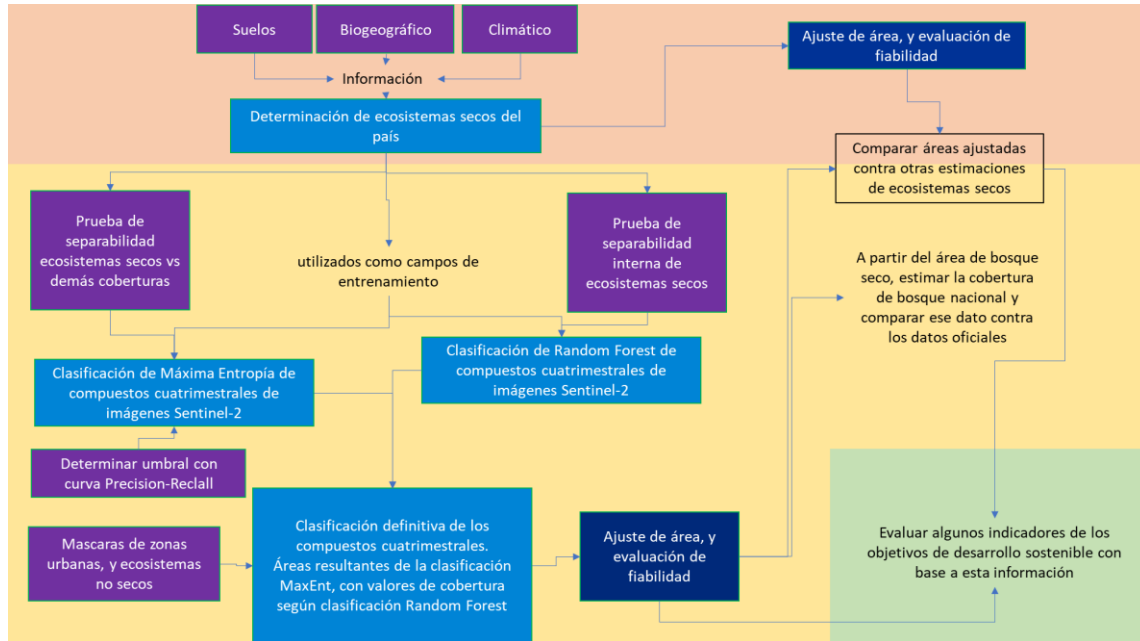 Suelos
Biogeográfico
Climático
Información
Determinación de ecosistemas secos del
país
Ajuste de área, y evaluación de
fiabilidad
Comparar áreas ajustadas
contra otras estimaciones
de ecosistemas secos
Prueba de
separabilidad
ecosistemas secos vs
demás coberturas
utilizados como campos de
entrenamiento
Prueba de
separabilidad
interna de
ecosistemas secos
A partir del área de bosque
seco, estimar la cobertura
de bosque nacional y
comparar ese dato contra
los datos oficiales
Clasificación de Máxima Entropía de
compuestos cuatrimestrales de
imágenes Sentinel-2
Clasificación de Random Forest de
compuestos cuatrimestrales de
imágenes Sentinel-2
Determinar umbral con
curva Precision-Reclall
Mascaras de zonas
urbanas, y ecosistemas
no secos
Clasificación definitiva de los
compuestos cuatrimestrales.
Áreas resultantes de la clasificación
MaxEnt, con valores de cobertura
según clasificación Random Forest
Ajuste de área, y
evaluación de
fiabilidad
Evaluar algunos indicadores de los
objetivos de desarrollo sostenible con
base a esta información